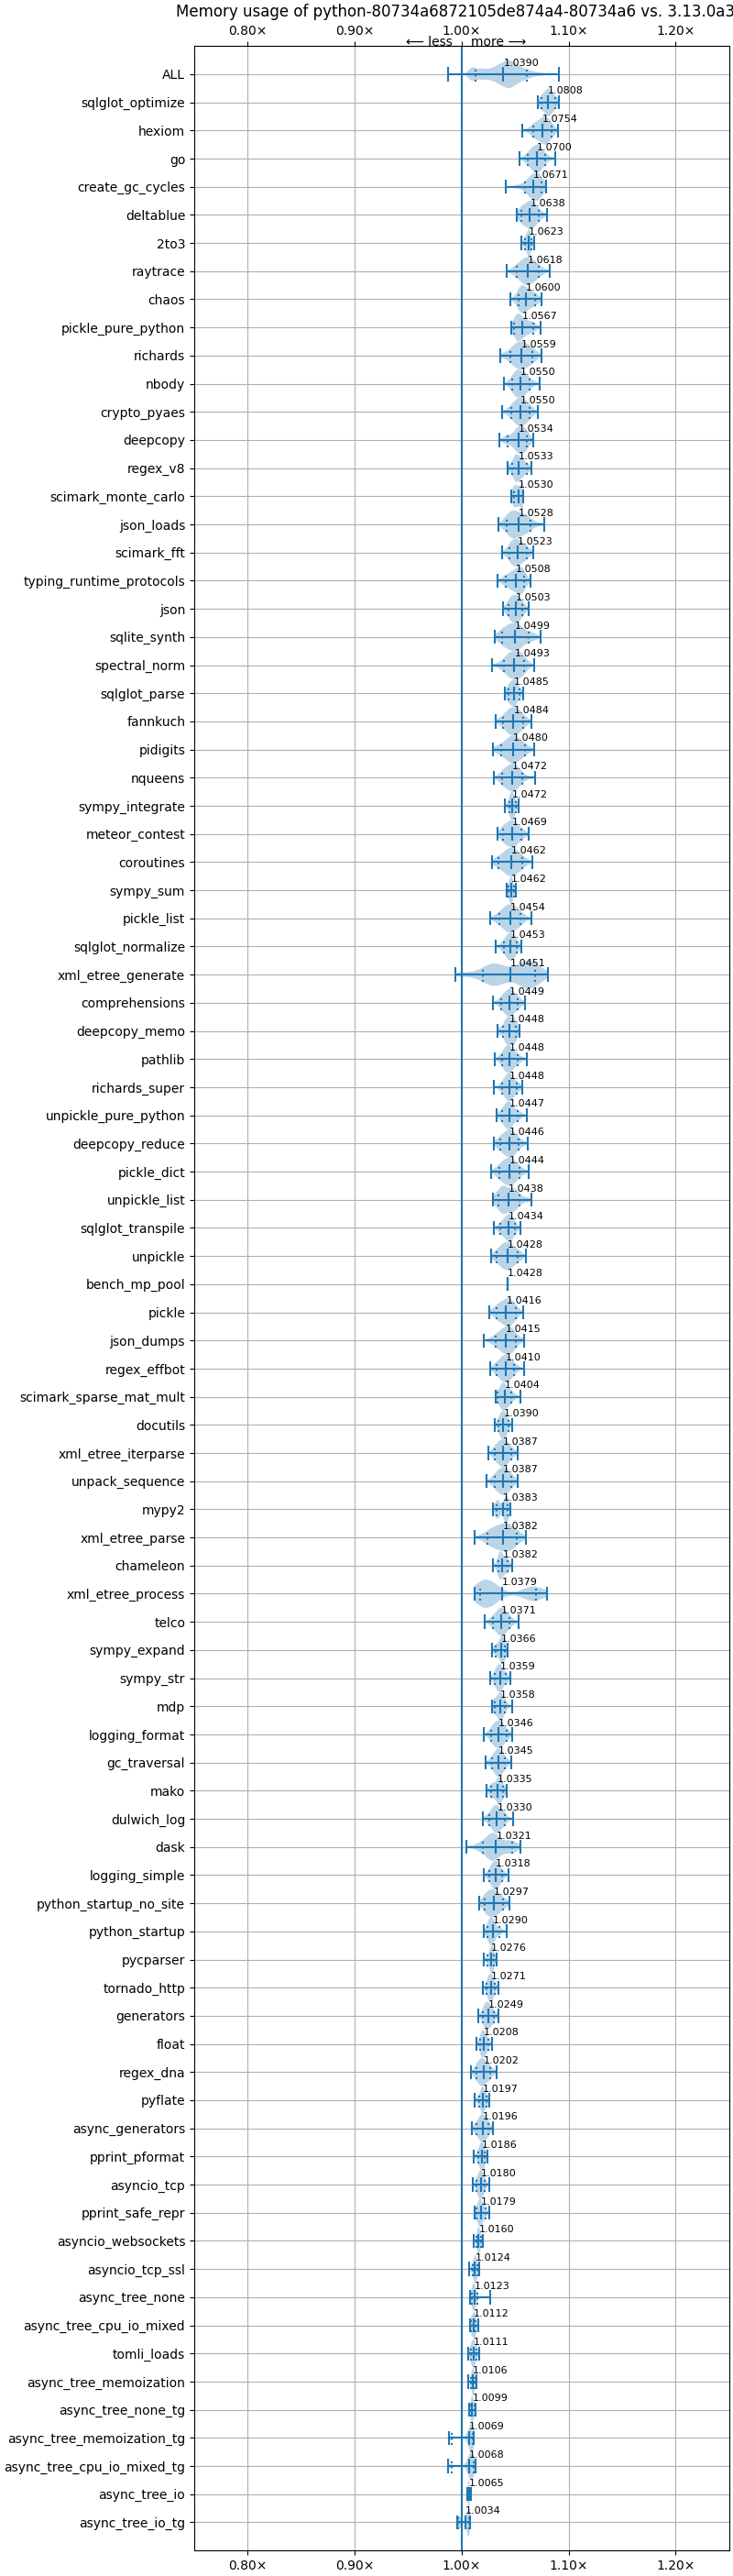 Memory usage of python-80734a6872105de874a4-80734a6 vs. 3.13.0a3
0.80× 0.90× 1.00× 1.10× 1.20×
⟵ less more ⟶
ALL 1.0390
sqlglot_optimize 1.0808
hexiom 1.0754
go 1.0700
create_gc_cycles 1.0671
deltablue 1.0638
2to3 1.0623
raytrace 1.0618
chaos 1.0600
pickle_pure_python 1.0567
richards 1.0559
nbody 1.0550
crypto_pyaes 1.0550
deepcopy 1.0534
regex_v8 1.0533
scimark_monte_carlo 1.0530
json_loads 1.0528
scimark_fft 1.0523
typing_runtime_protocols 1.0508
json 1.0503
sqlite_synth 1.0499
spectral_norm 1.0493
sqlglot_parse 1.0485
fannkuch 1.0484
pidigits 1.0480
nqueens 1.0472
sympy_integrate 1.0472
meteor_contest 1.0469
coroutines 1.0462
sympy_sum 1.0462
pickle_list 1.0454
sqlglot_normalize 1.0453
xml_etree_generate 1.0451
comprehensions 1.0449
deepcopy_memo 1.0448
pathlib 1.0448
richards_super 1.0448
unpickle_pure_python 1.0447
deepcopy_reduce 1.0446
pickle_dict 1.0444
unpickle_list 1.0438
sqlglot_transpile 1.0434
unpickle 1.0428
bench_mp_pool 1.0428
pickle 1.0416
json_dumps 1.0415
regex_effbot 1.0410
scimark_sparse_mat_mult 1.0404
docutils 1.0390
xml_etree_iterparse 1.0387
unpack_sequence 1.0387
mypy2 1.0383
xml_etree_parse 1.0382
chameleon 1.0382
xml_etree_process 1.0379
telco 1.0371
sympy_expand 1.0366
sympy_str 1.0359
mdp 1.0358
logging_format 1.0346
gc_traversal 1.0345
mako 1.0335
dulwich_log 1.0330
dask 1.0321
logging_simple 1.0318
python_startup_no_site 1.0297
python_startup 1.0290
pycparser 1.0276
tornado_http 1.0271
generators 1.0249
float 1.0208
regex_dna 1.0202
pyflate 1.0197
async_generators 1.0196
pprint_pformat 1.0186
asyncio_tcp 1.0180
pprint_safe_repr 1.0179
asyncio_websockets 1.0160
asyncio_tcp_ssl 1.0124
async_tree_none 1.0123
async_tree_cpu_io_mixed 1.0112
tomli_loads 1.0111
async_tree_memoization 1.0106
async_tree_none_tg 1.0099
async_tree_memoization_tg 1.0069
async_tree_cpu_io_mixed_tg 1.0068
async_tree_io 1.0065
async_tree_io_tg 1.0034
0.80× 0.90× 1.00× 1.10× 1.20×